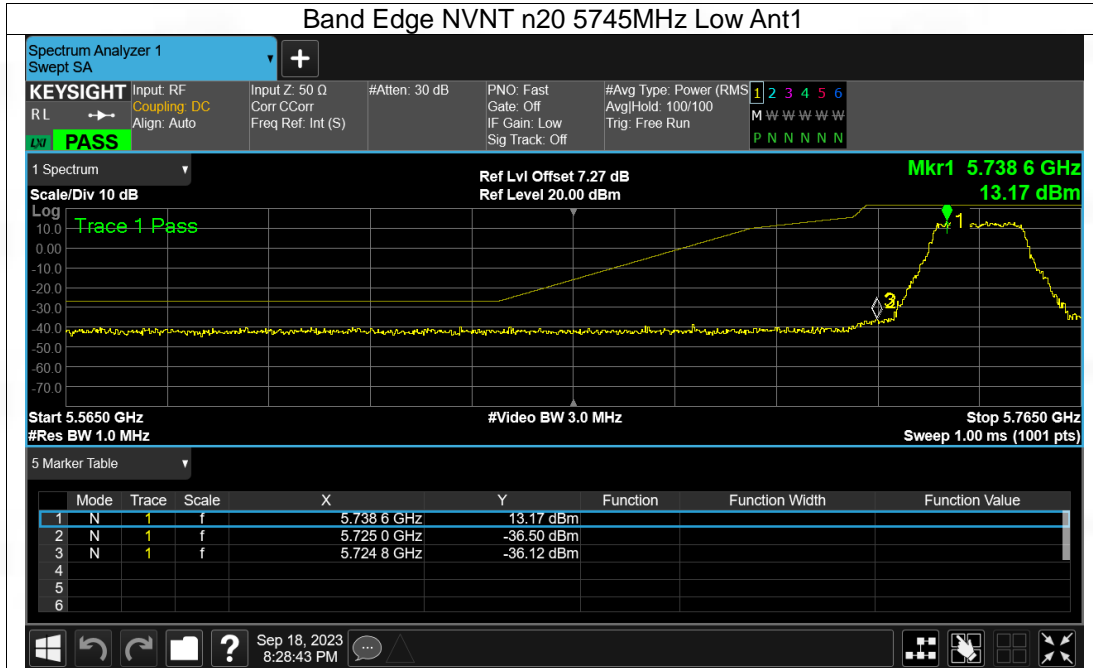 Band Edge NVNT n20 5745MHz Low Ant1
Spectrum Analyzer 1
Swept SA
+
KEYSIGHT Input: RF Input Z: 50 Ω #Atten: 30 dB PNO: Fast #Avg Type: Power (RMS 1 2 3 4 5 6
RL Coupling: DC Corr CCorr Gate: Off Avg|Hold: 100/100 M W W W W W
Align: Auto Freq Ref: Int (S) IF Gain: Low Trig: Free Run
LXI PASS Sig Track: Off P N N N N N
1 Spectrum Ref Lvl Offset 7.27 dB Mkr1 5.738 6 GHz
Scale/Div 10 dB Ref Level 20.00 dBm 13.17 dBm
Log
Trace 1 Pass
1
10.0
0.00
-10.0
-20.0
3
-30.0
-40.0
-50.0
-60.0
-70.0
Start 5.5650 GHz #Video BW 3.0 MHz Stop 5.7650 GHz
#Res BW 1.0 MHz Sweep 1.00 ms (1001 pts)
5 Marker Table
Mode Trace Scale X Y Function Function Width Function Value
1 N 1 f 5.738 6 GHz 13.17 dBm
2 N 1 f 5.725 0 GHz -36.50 dBm
3 N 1 f 5.724 8 GHz -36.12 dBm
4
5
6
? Sep 18, 2023
8:28:43 PM